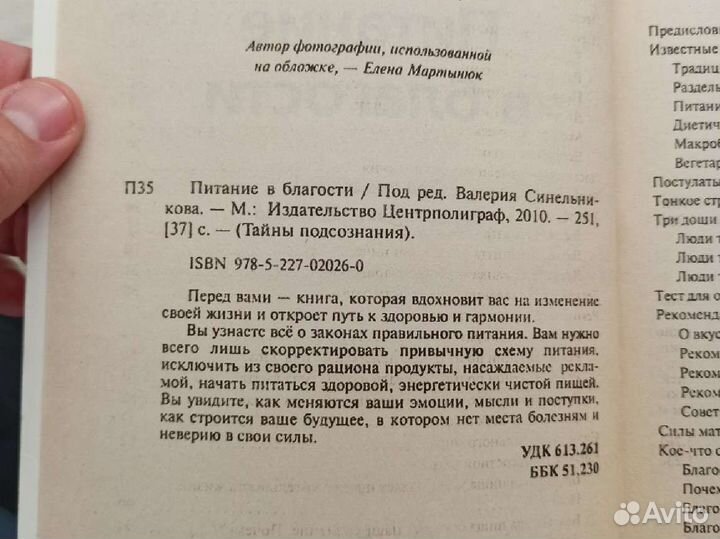 Автор фотографии, использованной
на обложке, — Елена Мартынюк
П35 Питание в благости / Под ред. Валерия Синельни-
кова. — М.: Издательство Центрполиграф, 2010. — 251,
[37] с. — (Тайны подсознания).
ISBN 978-5-227-02026-0
Перед вами — книга, которая вдохновит вас на изменение
своей жизни и откроет путь к здоровью и гармонии.
Вы узнаете всё о законах правильного питания. Вам нужно
всего лишь скорректировать привычную схему питания,
исключить из своего рациона продукты, насаждаемые рекла-
мой, начать питаться здоровой, энергетически чистой пищей.
Вы увидите, как меняются ваши эмоции, мысли и поступки,
как строится ваше будущее, в котором нет места болезням и
неверию в свои силы.
УДК 613.261
ББК 51.230
Предислови
Известные
Традиц
Раздель
Питани
Диетич
Макроб
Вегетар
Постулаты
Тонкое стр
Три доши
Люди т
Люди т
Люди т
Тест для о
Рекоменда
О вкус
Реком
Реком
Реком
Совет
Силы мат
Кое-что о
Благо
Почех
Благо
Благо
Avito